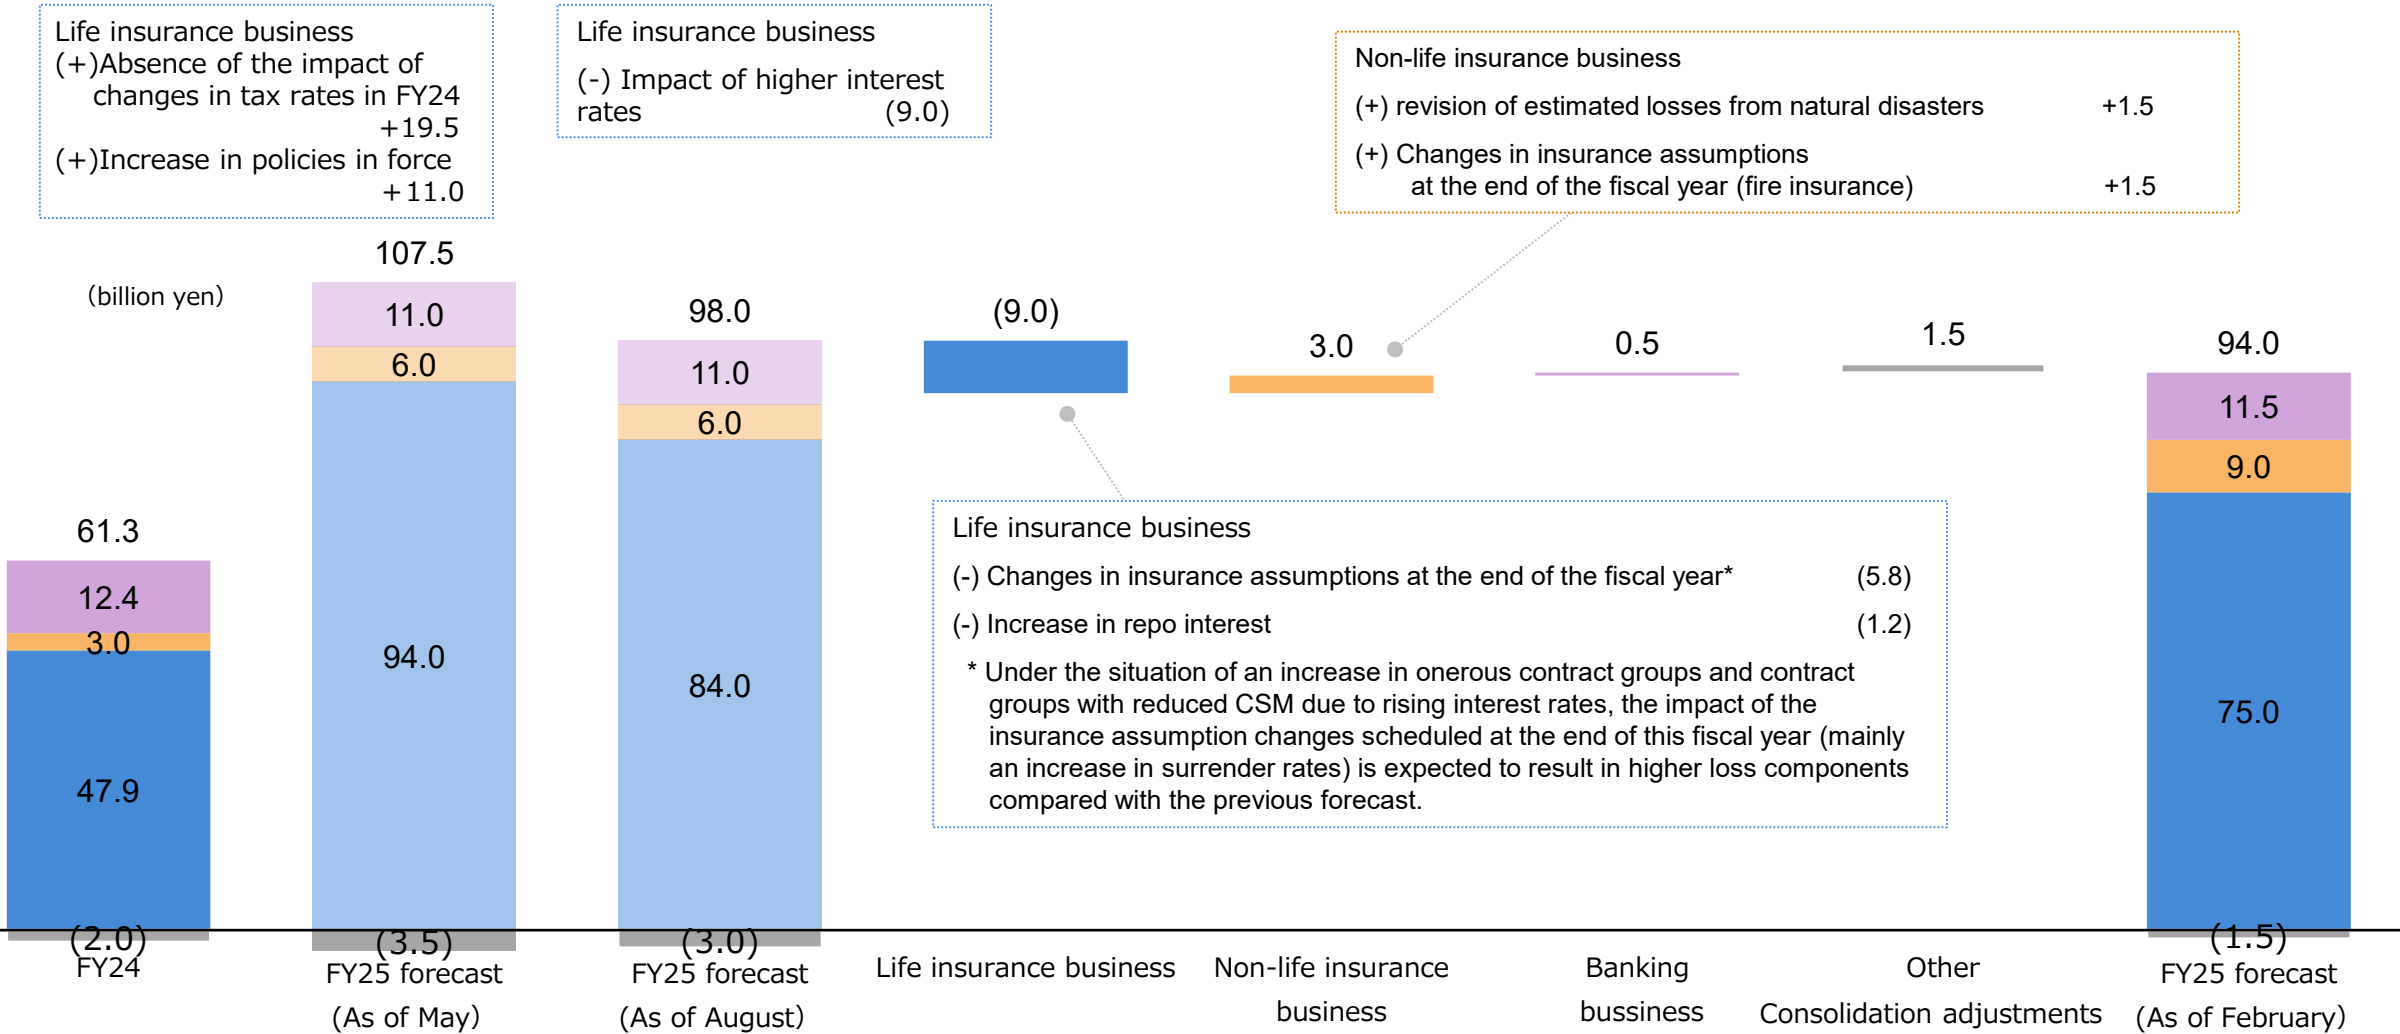 Life insurance business
(+)Absence of the impact of
changes in tax rates in FY24
+19.5
(+)Increase in policies in force
+11.0
Life insurance business
(-) Impact of higher interest
rates (9.0)
Non-life insurance business
(+) revision of estimated losses from natural disasters +1.5
(+) Changes in insurance assumptions
at the end of the fiscal year (fire insurance) +1.5
(billion yen)
61.3
12.4
3.0
47.9
(2.0)
FY24
107.5
11.0
6.0
94.0
(3.5)
FY25 forecast
(As of May)
98.0
11.0
6.0
84.0
(3.0)
FY25 forecast
(As of August)
(9.0)
Life insurance business
3.0
Non-life insurance
business
0.5
Banking
bussiness
1.5
Other
Consolidation adjustments
94.0
11.5
9.0
75.0
(1.5)
FY25 forecast
(As of February)
Life insurance business
(-) Changes in insurance assumptions at the end of the fiscal year* (5.8)
(-) Increase in repo interest (1.2)
* Under the situation of an increase in onerous contract groups and contract
groups with reduced CSM due to rising interest rates, the impact of the
insurance assumption changes scheduled at the end of this fiscal year (mainly
an increase in surrender rates) is expected to result in higher loss components
compared with the previous forecast.